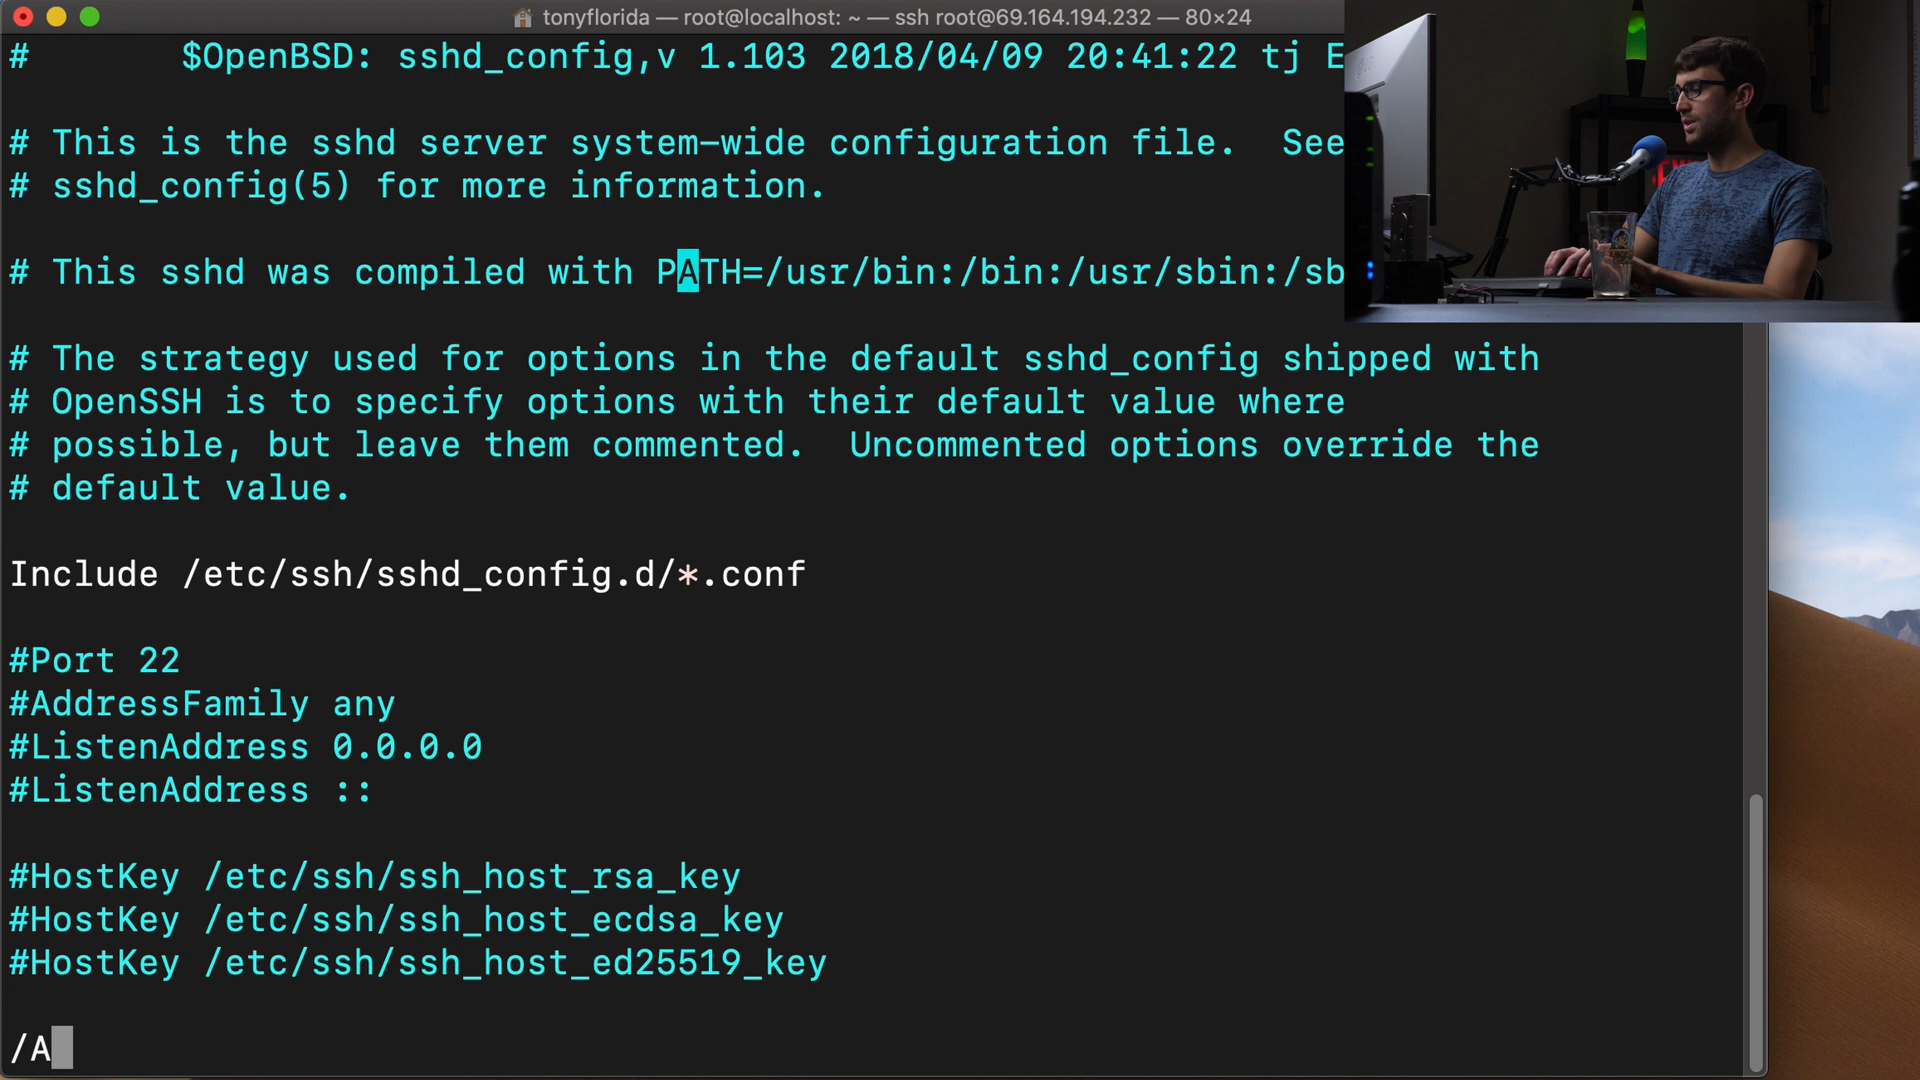 tonyflorida — root@localhost: ~ — ssh root@69.164.194.232 — 80×24
# $OpenBSD: sshd_config,v 1.103 2018/04/09 20:41:22 tj E
# This is the sshd server system-wide configuration file. See
# sshd_config(5) for more information.
# This sshd was compiled with PATH=/usr/bin:/bin:/usr/sbin:/sb
# The strategy used for options in the default sshd_config shipped with
# OpenSSH is to specify options with their default value where
# possible, but leave them commented. Uncommented options override the
# default value.
Include /etc/ssh/sshd_config.d/*.conf
#Port 22
#AddressFamily any
#ListenAddress 0.0.0.0
#ListenAddress ::
#HostKey /etc/ssh/ssh_host_rsa_key
#HostKey /etc/ssh/ssh_host_ecdsa_key
#HostKey /etc/ssh/ssh_host_ed25519_key
/A